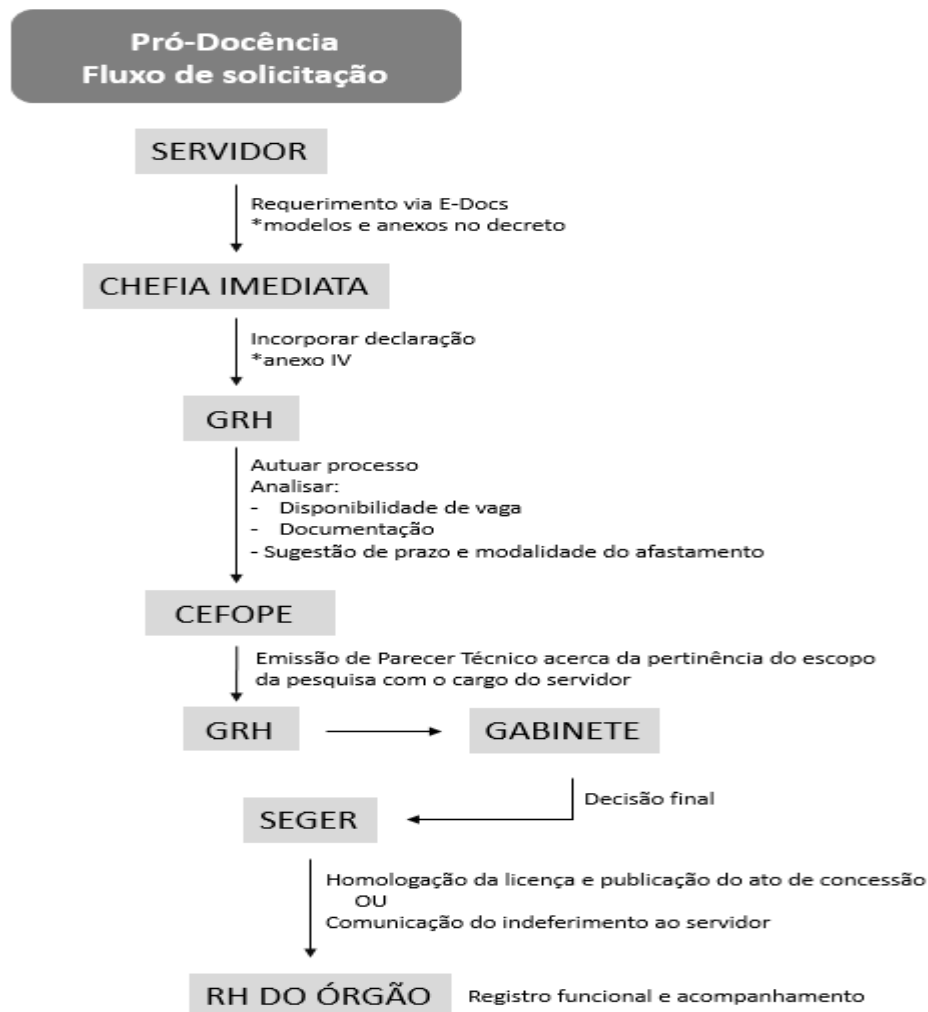 Pró-Docência
Fluxo de solicitação
SERVIDOR
Requerimento via E-Docs
*modelos e anexos no decreto
CHEFIA IMEDIATA
Incorporar declaração
*anexo IV
GRH
Autuar processo
Analisar:
- Disponibilidade de vaga
- Documentação
- Sugestão de prazo e modalidade do afastamento
CEFOPE
Emissão de Parecer Técnico acerca da pertinência do escopo
da pesquisa com o cargo do servidor
GRH
GABINETE
Decisão final
SEGER
Homologação da licença e publicação do ato de concessão
OU
Comunicação do indeferimento ao servidor
RH DO ÓRGÃO
Registro funcional e acompanhamento